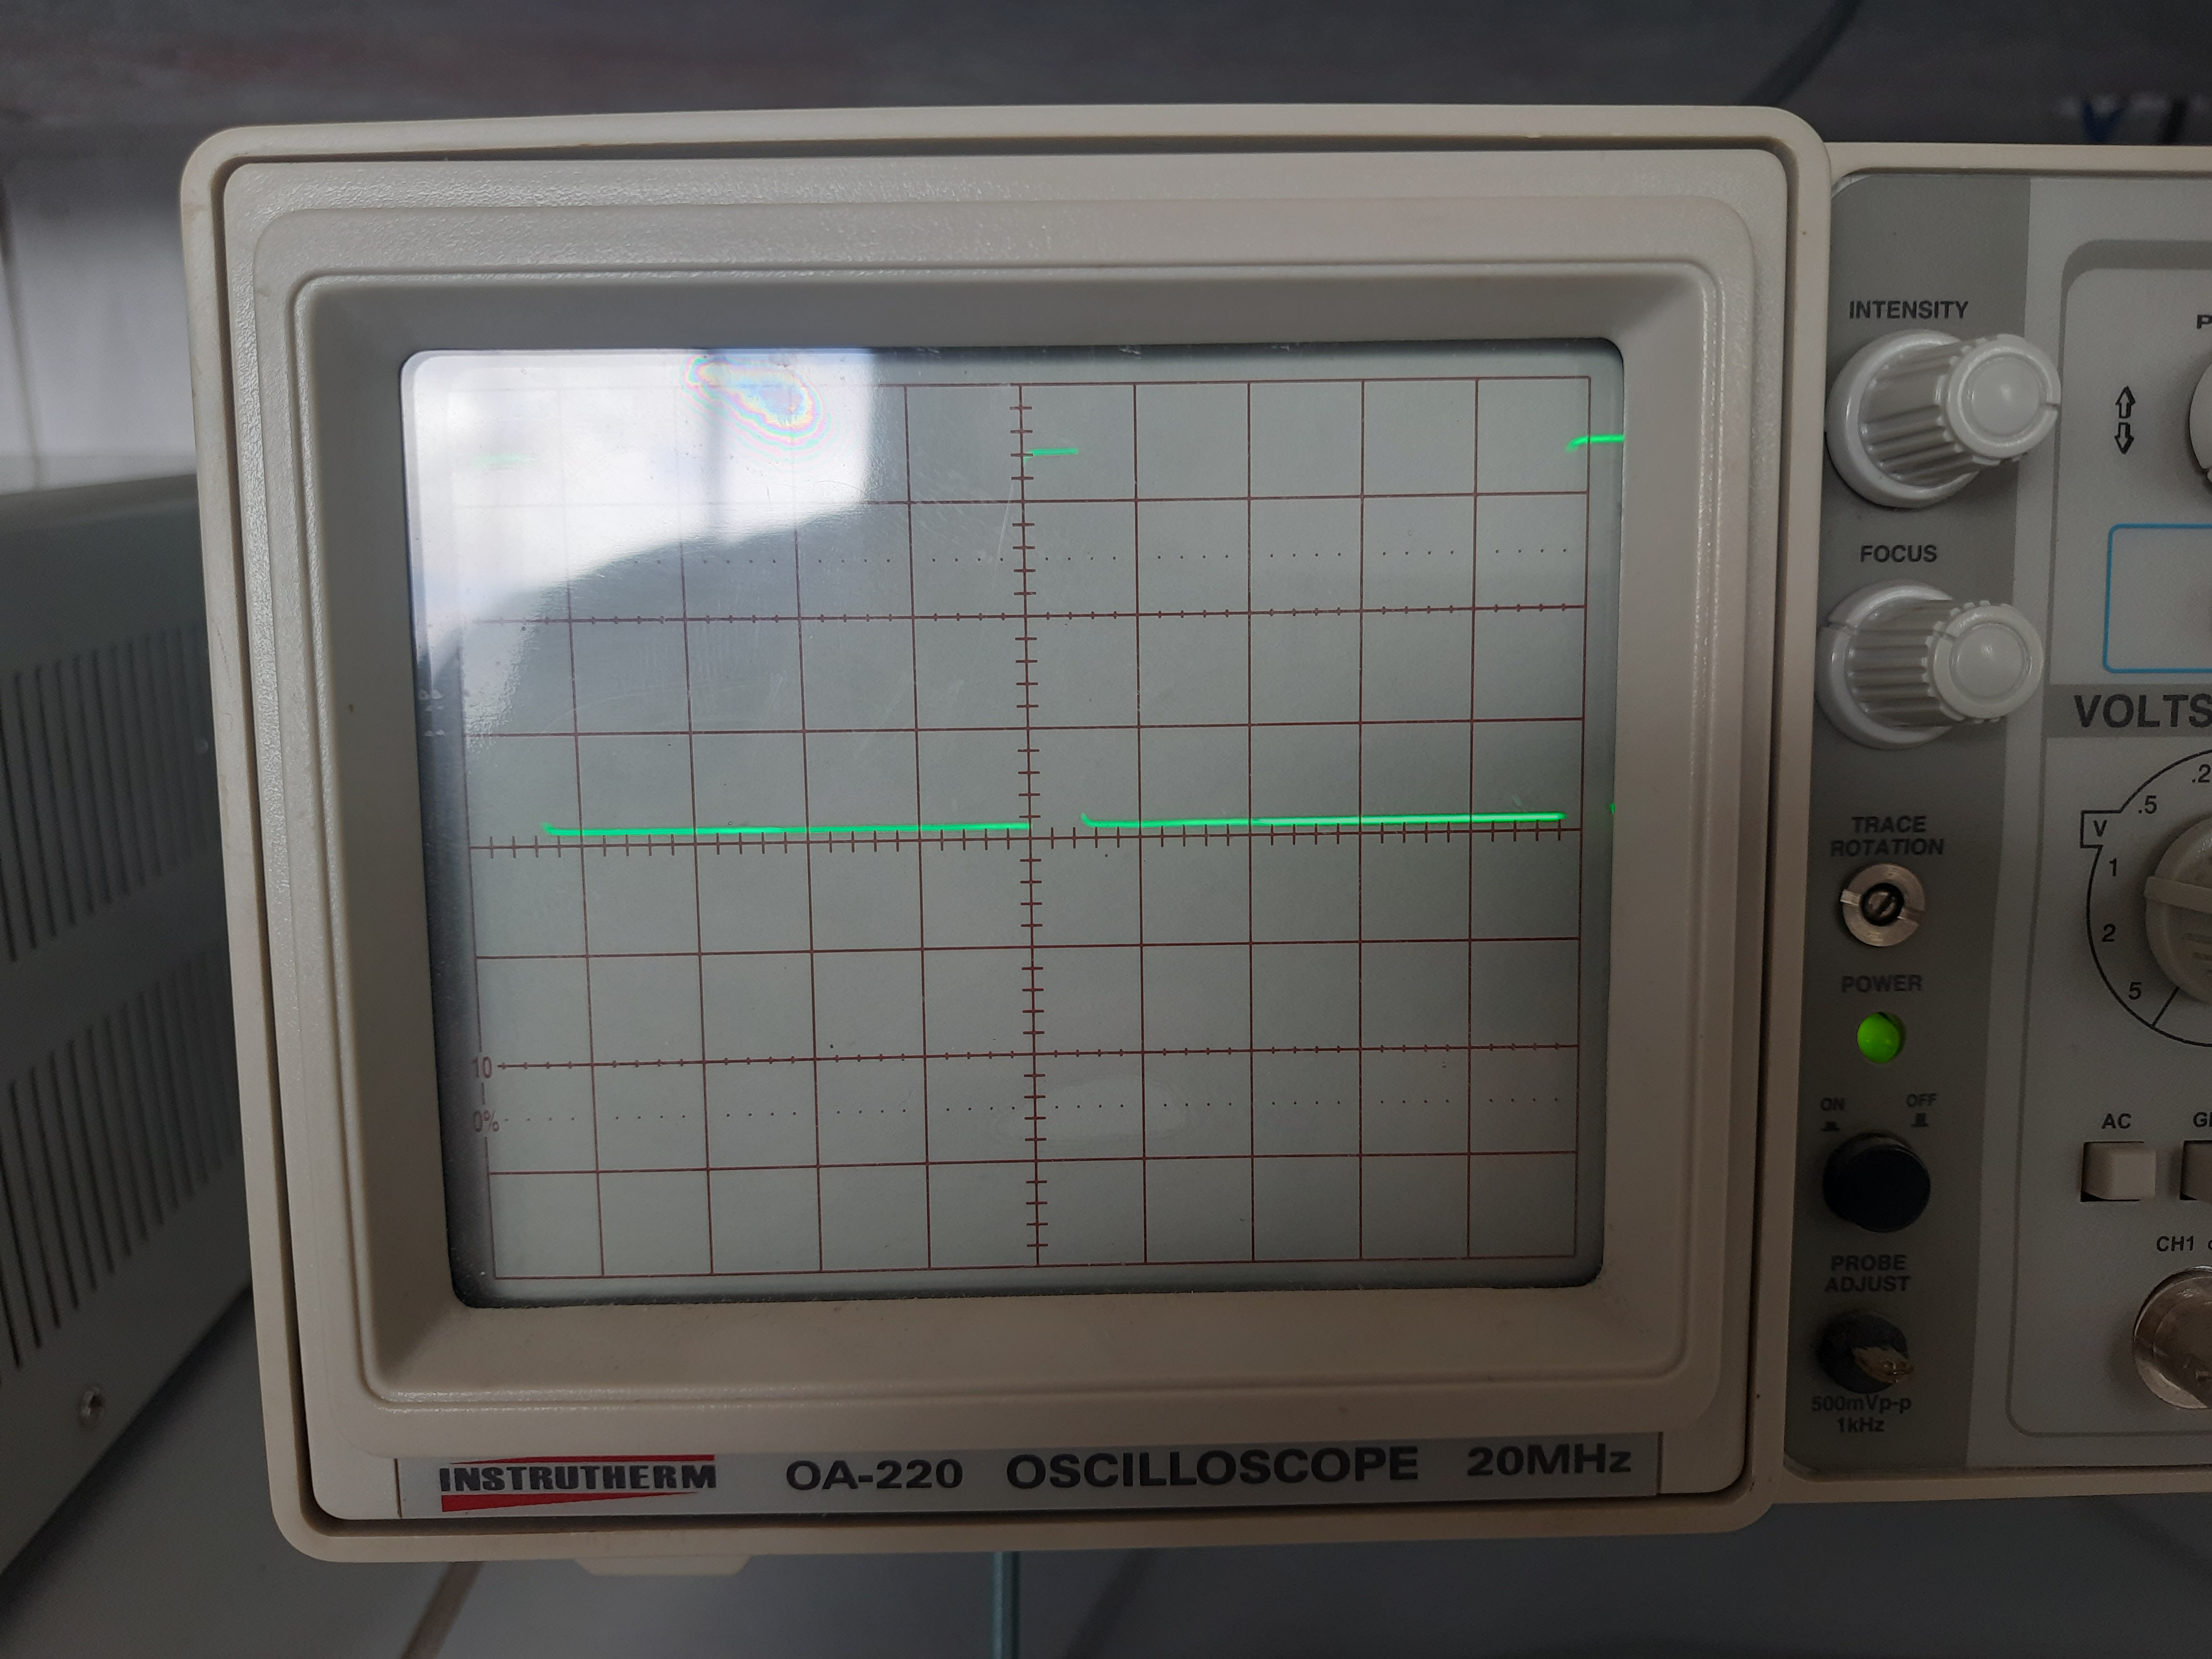 INTENSITY
FOCUS
VOLTS
.2
.5
V
1
2
5
TRACE
ROTATION
POWER
ON
OFF
AC
CH1
PROBE
ADJUST
500mVp-p
1kHz
10
0%
INSTRUTHERM OA-220 OSCILLOSCOPE 20MHz